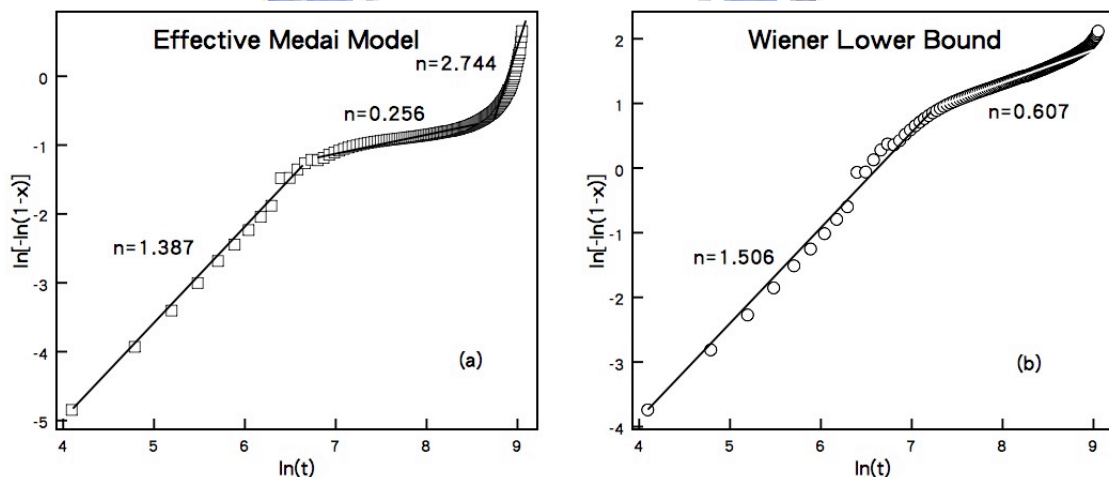 Effective Medai Model
n=2.744
n=0.256
n=1.387
(a)
ln[-ln(1-x)]
0
-1
-2
-3
-4
-5
4 5 6 7 8 9
ln(t)
Wiener Lower Bound
n=0.607
n=1.506
(b)
ln[-ln(1-x)]
2
1
0
-1
-2
-3
-4
4 5 6 7 8 9
ln(t)